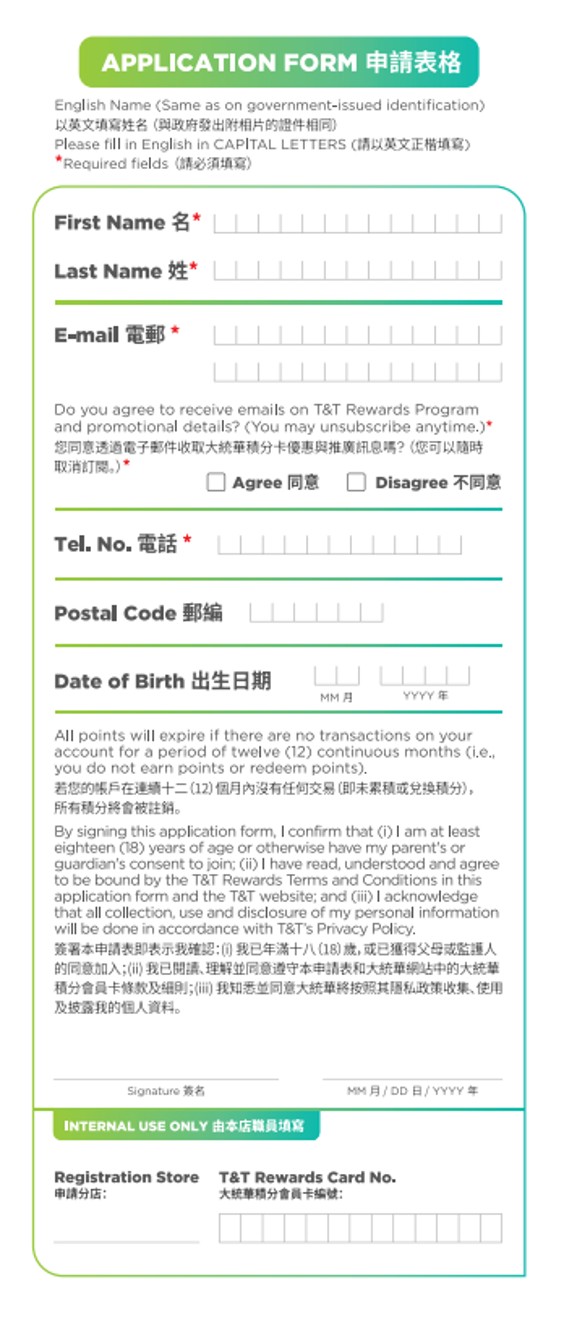 APPLICATION FORM 申請表格
English Name (Same as on government-issued identification)
以英文填寫姓名 (與政府發出附相片的證件相同)
Please fill in English in CAPITAL LETTERS (請以英文正楷填寫)
*Required fields (請必須填寫)
First Name 名*
Last Name 姓*
E-mail 電郵 *
Do you agree to receive emails on T&T Rewards Program
and promotional details? (You may unsubscribe anytime.)*
您同意透過電子郵件收取大統華積分卡優惠與推廣訊息嗎? (您可以隨時
取消訂閱。)*
Agree 同意 Disagree 不同意
Tel. No. 電話 *
Postal Code 郵編
Date of Birth 出生日期
MM 月 YYYY 年
All points will expire if there are no transactions on your
account for a period of twelve (12) continuous months (i.e.,
you do not earn points or redeem points).
若您的帳戶在連續十二 (12) 個月內沒有任何交易 (即未累積或兌換積分),
所有積分將會被註銷。
By signing this application form, I confirm that (i) I am at least
eighteen (18) years of age or otherwise have my parent's or
guardian's consent to join; (ii) I have read, understood and agree
to be bound by the T&T Rewards Terms and Conditions in this
application form and the T&T website; and (iii) I acknowledge
that all collection, use and disclosure of my personal information
will be done in accordance with T&T's Privacy Policy.
簽署本申請表即表示我確認:(i) 我已年滿十八 (18) 歲, 或已獲得父母或監護人
的同意加入;(ii) 我已閱讀、理解並同意遵守本申請表和大統華網站中的大統華
積分會員卡條款及細則;(iii) 我知悉並同意大統華將按照其隱私政策收集、使用
及披露我的個人資料。
Signature 簽名 MM 月 / DD 日 / YYYY 年
INTERNAL USE ONLY 由本店職員填寫
Registration Store T&T Rewards Card No.
申請分店: 大統華積分會員卡編號: